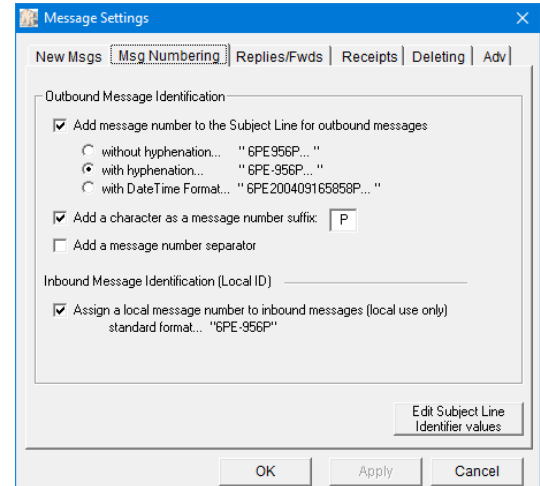 Message Settings
New Msgs Msg Numbering Replies/Fwds Receipts Deleting Adv
Outbound Message Identification
Add message number to the Subject Line for outbound messages
without hyphenation... " 6PE956P... "
with hyphenation... " 6PE-956P... "
with DateTime Format... " 6PE200409165858P... "
Add a character as a message number suffix: P
Add a message number separator
Inbound Message Identification (Local ID)
Assign a local message number to inbound messages (local use only)
standard format... "6PE-956P"
Edit Subject Line
Identifier values
OK Apply Cancel